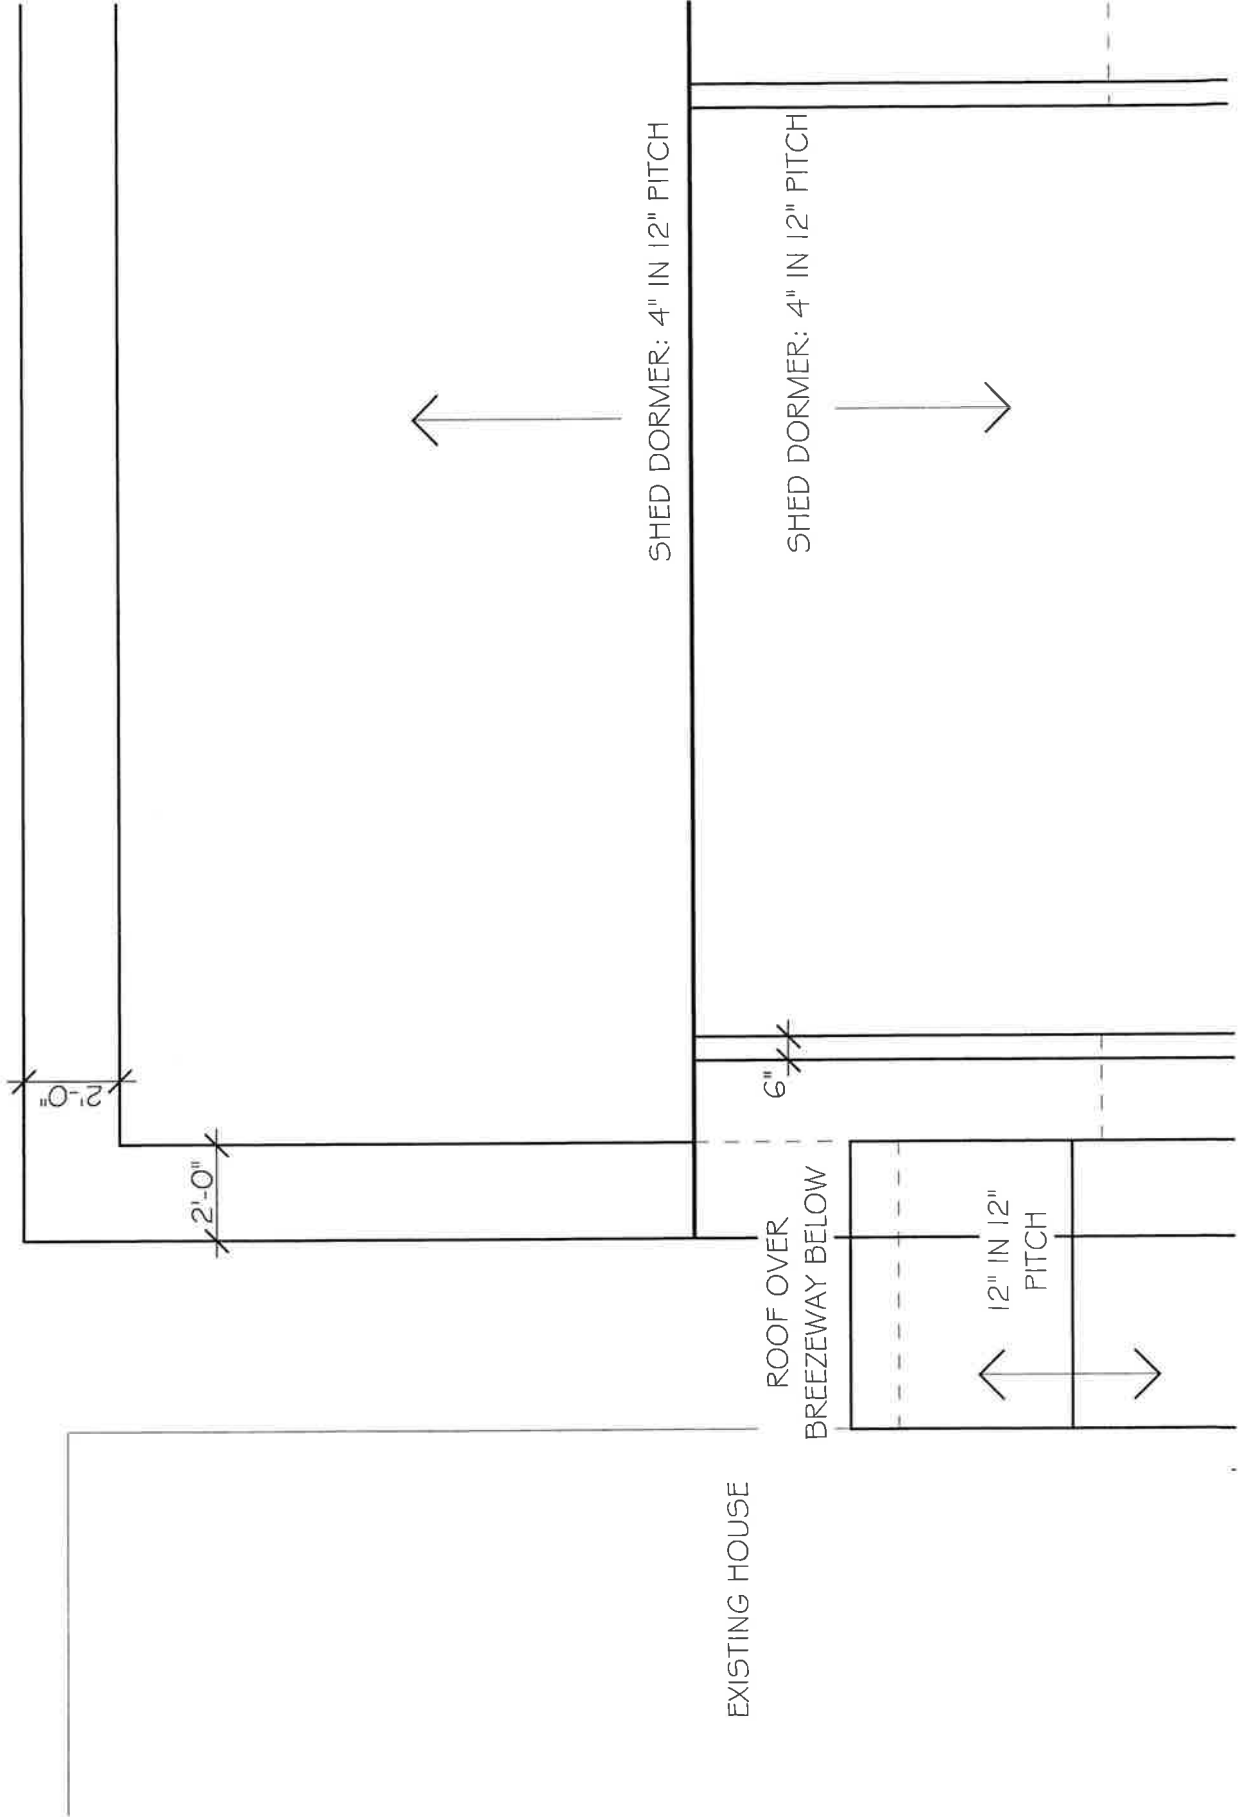 2'-0"
2'-0"
SHED DORMER: 4" IN 12" PITCH
SHED DORMER: 4" IN 12" PITCH
6"
ROOF OVER
BREEZEWAY BELOW
12" IN 12"
PITCH
EXISTING HOUSE